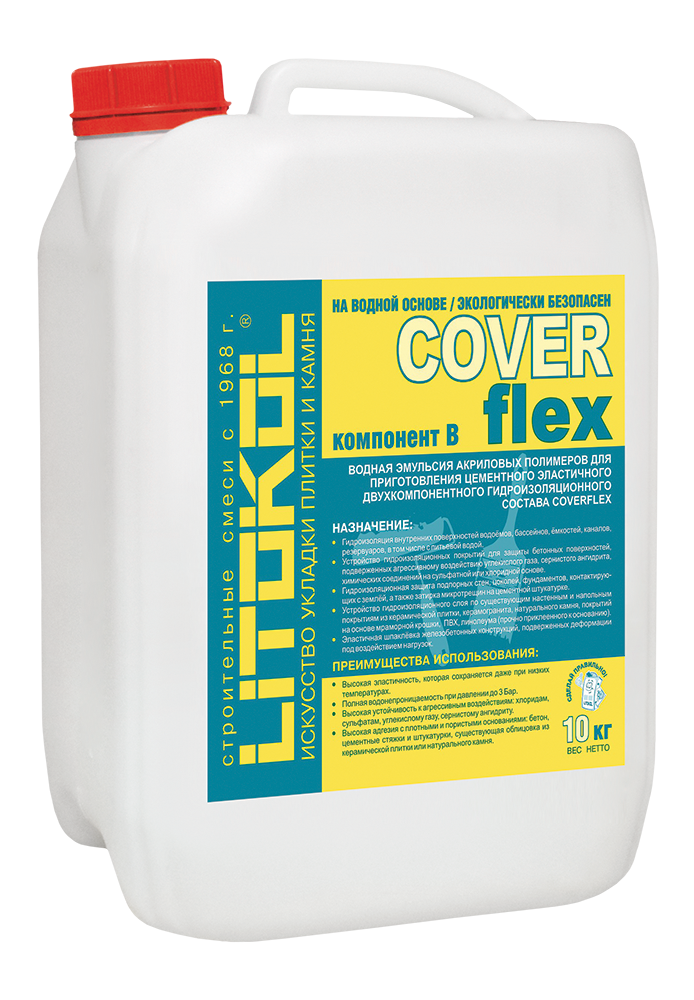 строительные смеси с 1968 г.
LITOKOL®
ИСКУССТВО УКЛАДКИ ПЛИТКИ И КАМНЯ
НА ВОДНОЙ ОСНОВЕ / ЭКОЛОГИЧЕСКИ БЕЗОПАСЕН
COVER
flex
компонент В
ВОДНАЯ ЭМУЛЬСИЯ АКРИЛОВЫХ ПОЛИМЕРОВ ДЛЯ
ПРИГОТОВЛЕНИЯ ЦЕМЕНТНОГО ЭЛАСТИЧНОГО
ДВУХКОМПОНЕНТНОГО ГИДРОИЗОЛЯЦИОННОГО
СОСТАВА COVERFLEX
НАЗНАЧЕНИЕ:
• Гидроизоляция внутренних поверхностей водоёмов, бассейнов, ёмкостей, каналов,
резервуаров, в том числе с питьевой водой.
• Устройство гидроизоляционных покрытий для защиты бетонных поверхностей,
подверженных агрессивному воздействию углекислого газа, сернистого ангидрита,
химических соединений на сульфатной или хлоридной основе.
• Гидроизоляционная защита подпорных стен, цоколей, фундаментов, контактирую-
щих с землёй, а также затирка микротрещин на цементной штукатурке.
• Устройство гидроизоляционного слоя по существующим настенным и напольным
покрытиям из керамической плитки, керамогранита, натурального камня, покрытий
на основе мраморной крошки, ПВХ, линолеума (прочно приклеенного к основанию).
• Эластичная шпаклёвка железобетонных конструкций, подверженных деформации
под воздействием нагрузок.
ПРЕИМУЩЕСТВА ИСПОЛЬЗОВАНИЯ:
• Высокая эластичность, которая сохраняется даже при низких
температурах.
• Полная водонепроницаемость при давлении до 3 Бар.
• Высокая устойчивость к агрессивным воздействиям: хлоридам,
сульфатам, углекислому газу, сернистому ангидриту.
• Высокая адгезия с плотными и пористыми основаниями: бетон,
цементные стяжки и штукатурки, существующая облицовка из
керамической плитки или натурального камня.
СДЕЛАЙ ПРАВИЛЬНО!
10 кг
ВЕС НЕТТО